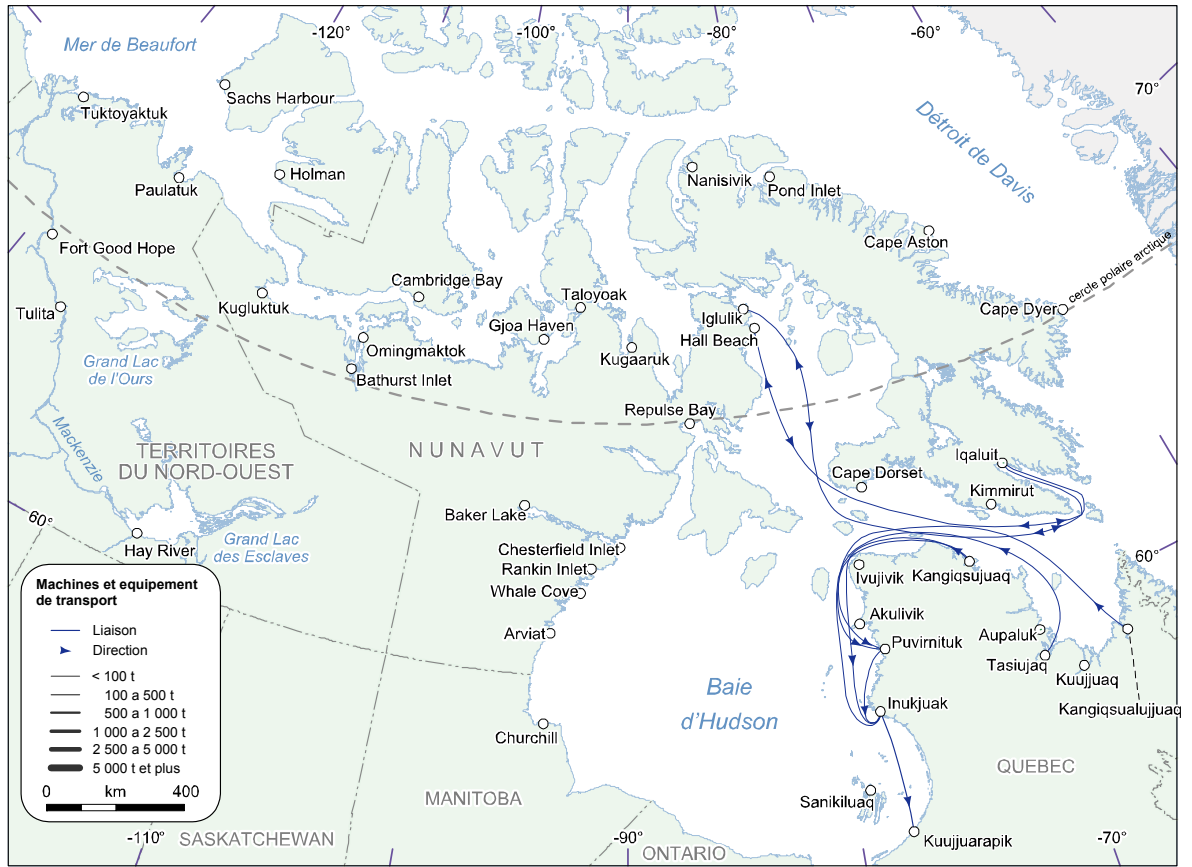 -120°
-100°
-80°
-60°
Mer de Beaufort
70°
Sachs Harbour
Tuktoyaktuk
Détroit de Davis
Holman
Nanisivik
Pond Inlet
Paulatuk
Cape Aston
Fort Good Hope
cercle polaire arctique
Cambridge Bay
Taloyoak
Kugluktuk
Tulita
Iglulik
Cape Dyer
Gjoa Haven
Hall Beach
Omingmaktok
Kugaaruk
Grand Lac
de l'Ours
Bathurst Inlet
Repulse Bay
Mackenzie
TERRITOIRES
DU NORD-OUEST
NUNAVUT
Iqaluit
Cape Dorset
Kimmirut
60°
Baker Lake
Grand Lac
des Esclaves
Hay River
Chesterfield Inlet
60°
Rankin Inlet
Ivujivik
Kangiqsujuaq
Whale Cove
Akulivik
Arviat
Aupaluk
Puvirnituk
Tasiujaq
Kuujjuaq
Baie
d'Hudson
Inukjuak
Kangiqsualujjuaq
Churchill
QUEBEC
Sanikiluaq
MANITOBA
Kuujjuarapik
SASKATCHEWAN
ONTARIO
-110°
-90°
-70°
Machines et equipement
de transport
Liaison
Direction
< 100 t
100 a 500 t
500 a 1 000 t
1 000 a 2 500 t
2 500 a 5 000 t
5 000 t et plus
0 km 400